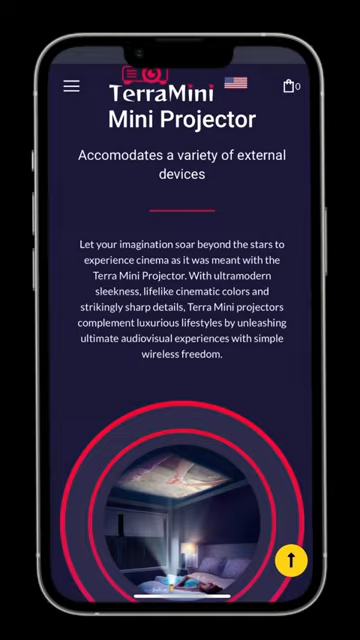 TerraMini
0
Mini Projector
Accomodates a variety of external
devices
Let your imagination soar beyond the stars to
experience cinema as it was meant with the
Terra Mini Projector. With ultramodern
sleekness, lifelike cinematic colors and
strikingly sharp details, Terra Mini projectors
complement luxurious lifestyles by unleashing
ultimate audiovisual experiences with simple
wireless freedom.